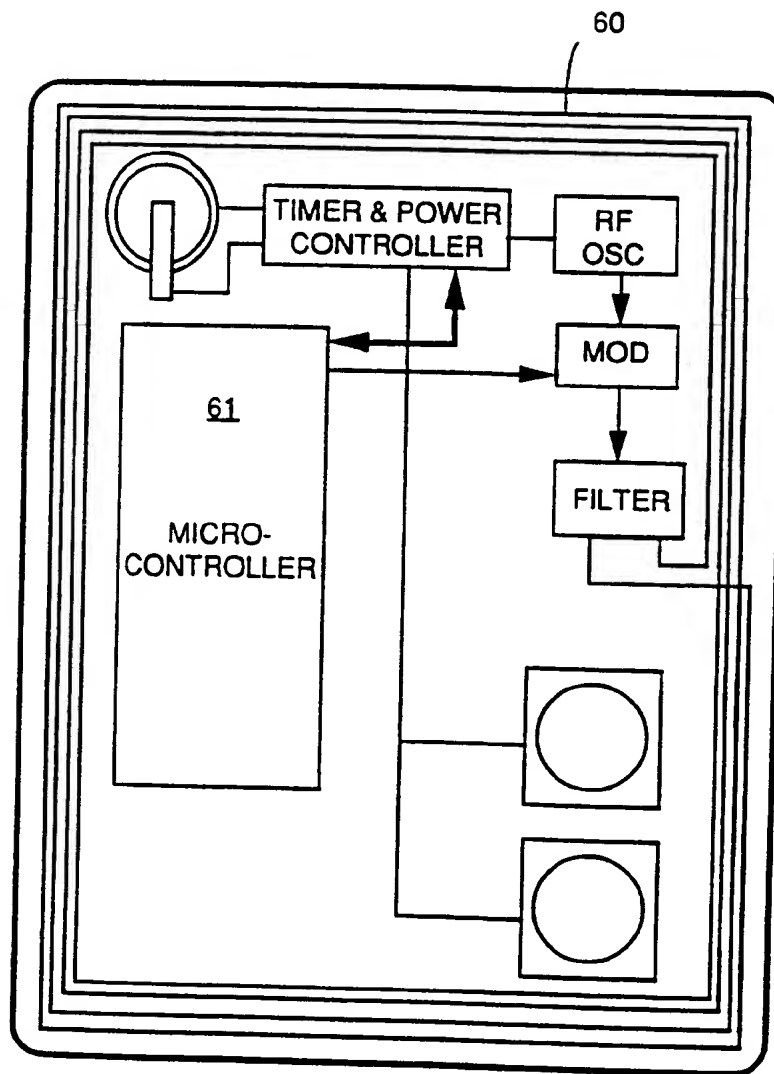 60
TIMER & POWER
CONTROLLER
RF
OSC
MOD
61
FILTER
MICRO-
CONTROLLER